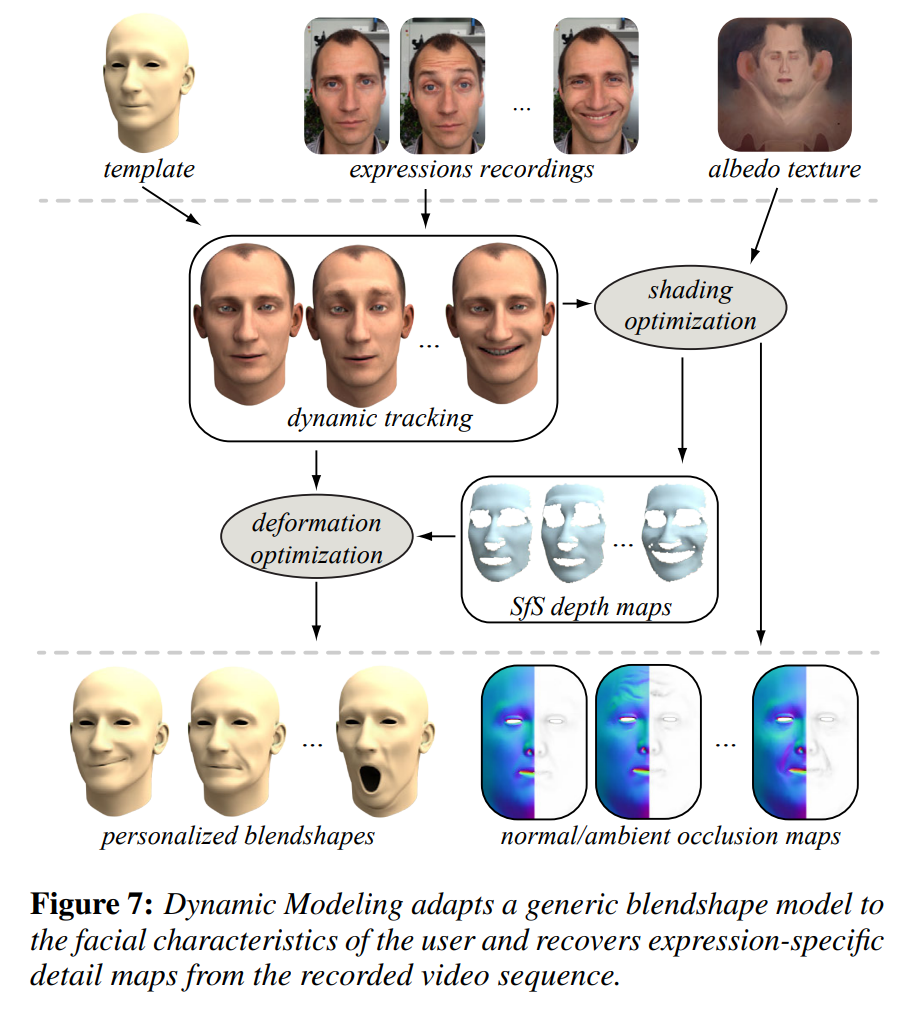 template
expressions recordings
albedo texture
...
shading
optimization
...
dynamic tracking
deformation
optimization
...
SfS depth maps
...
...
personalized blendshapes
normal/ambient occlusion maps
Figure 7: Dynamic Modeling adapts a generic blendshape model to
the facial characteristics of the user and recovers expression-specific
detail maps from the recorded video sequence.